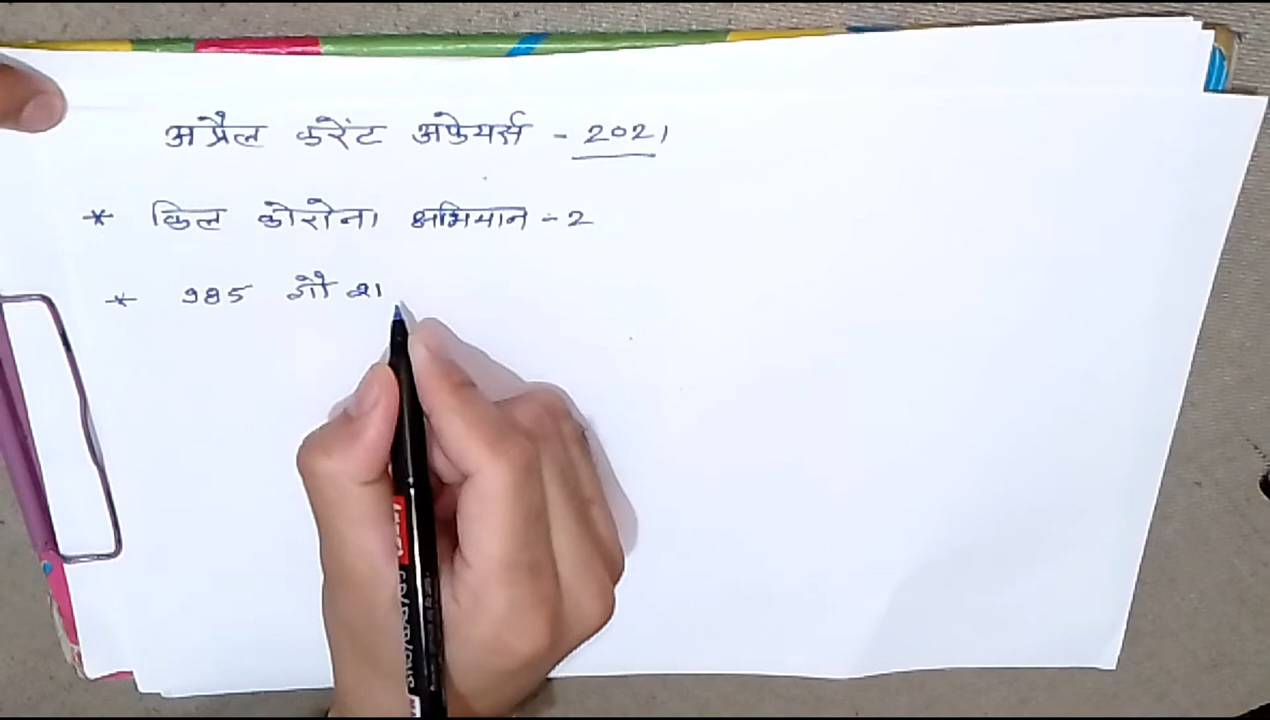 अप्रैल करेंट अफेयर्स - 2021
* किल कोरोना अभियान - 2
* 985 गौ शा